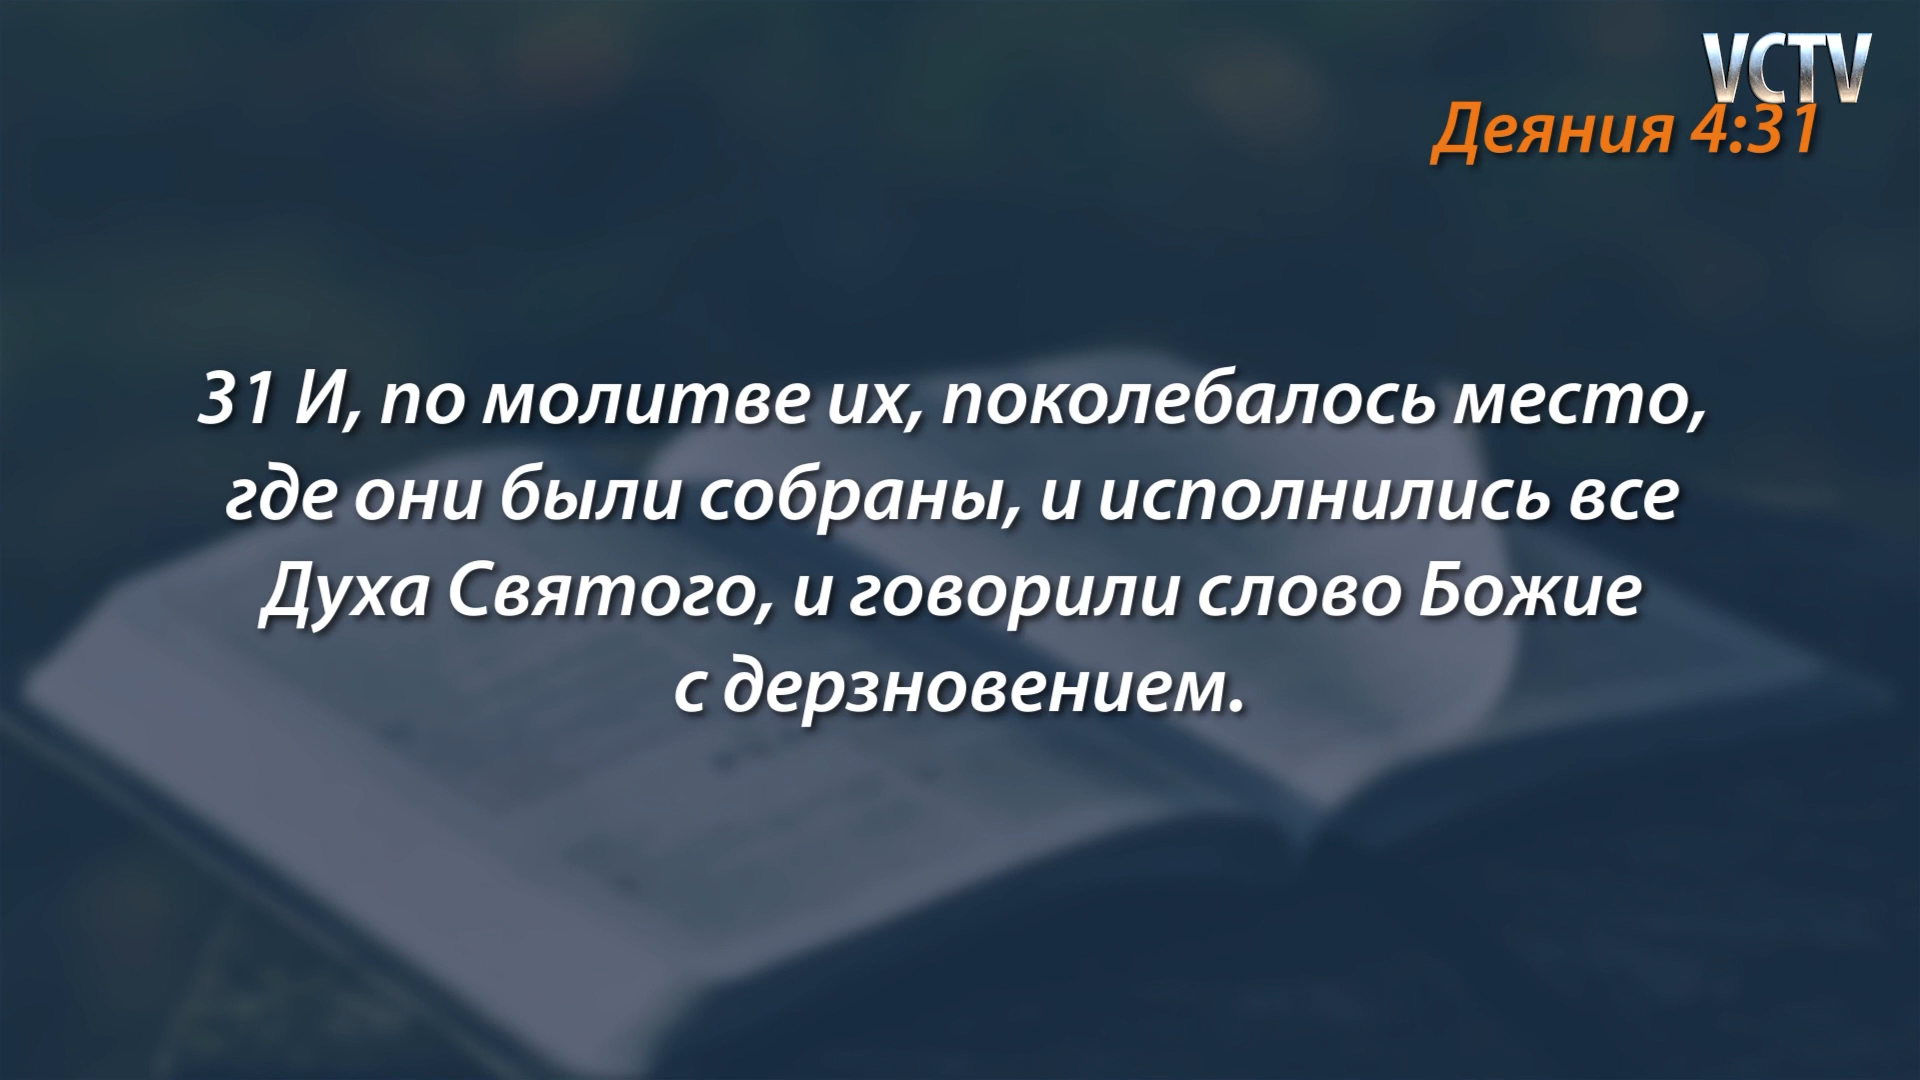 VCTV
Деяния 4:31
31 И, по молитве их, поколебалось место,
где они были собраны, и исполнились все
Духа Святого, и говорили слово Божие
с дерзновением.